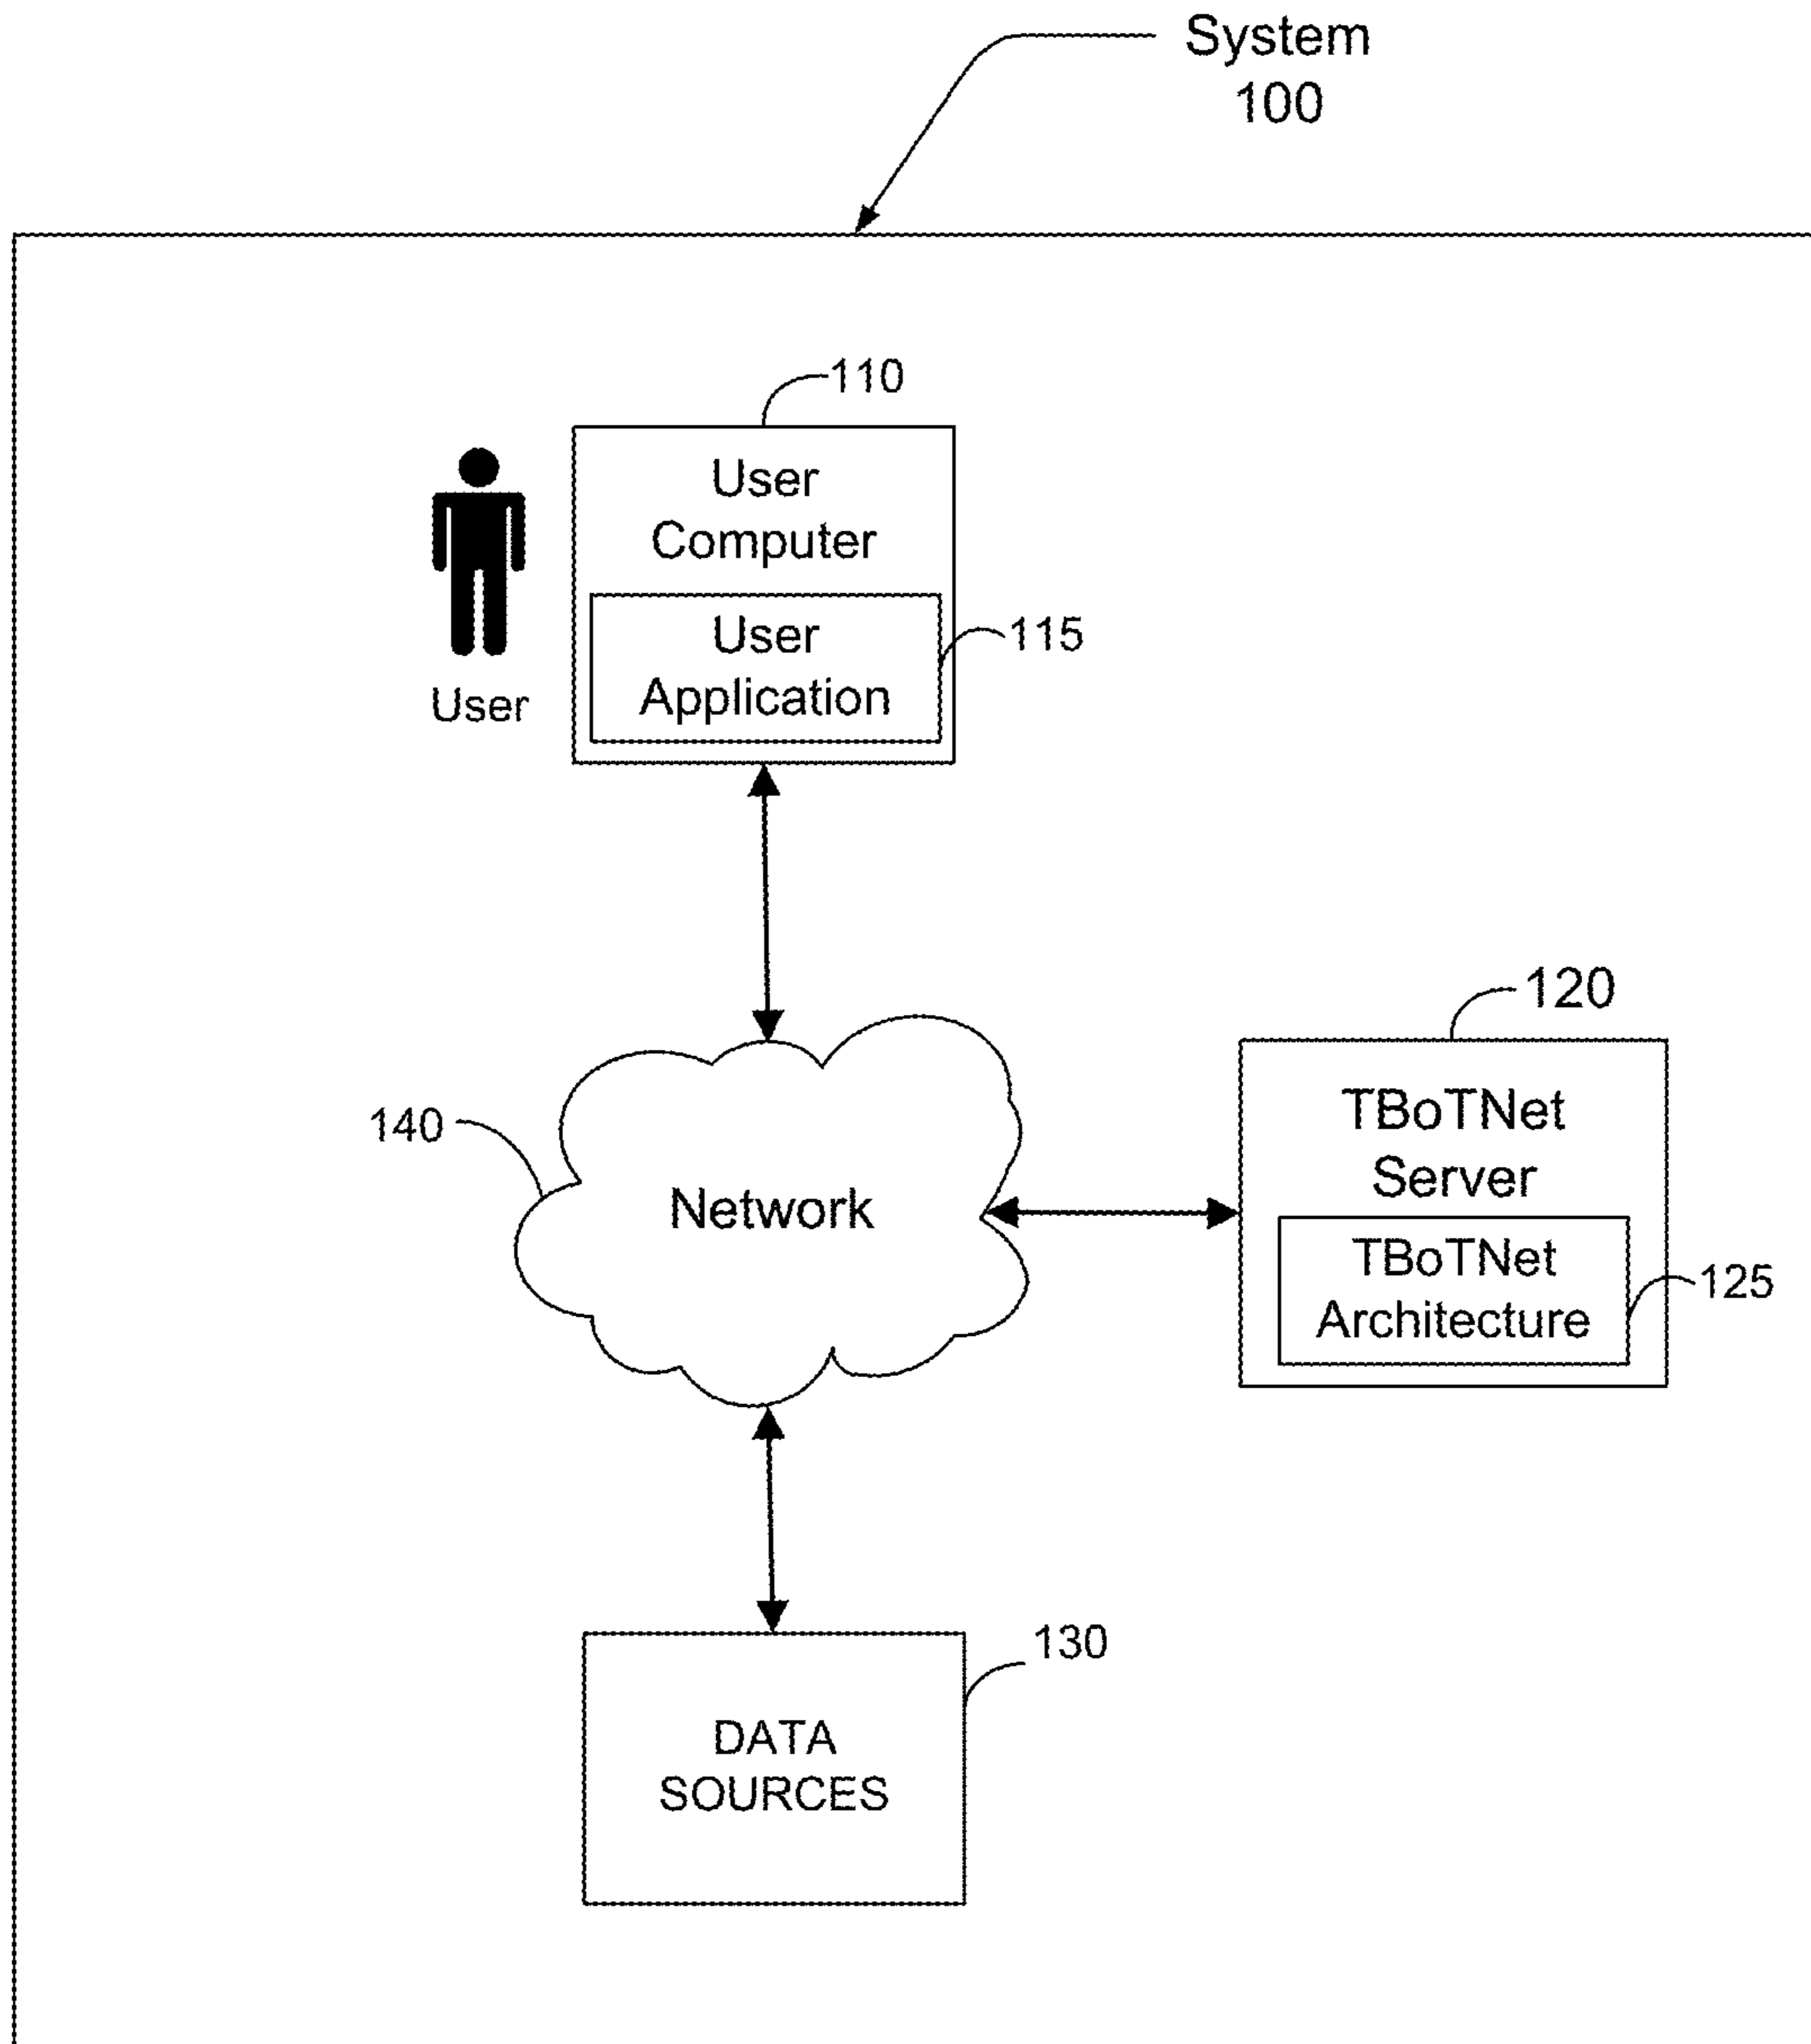 System
100
110
User
Computer
User
Application
115
User
140
Network
120
TBoTNet
Server
TBoTNet
Architecture
125
130
DATA
SOURCES